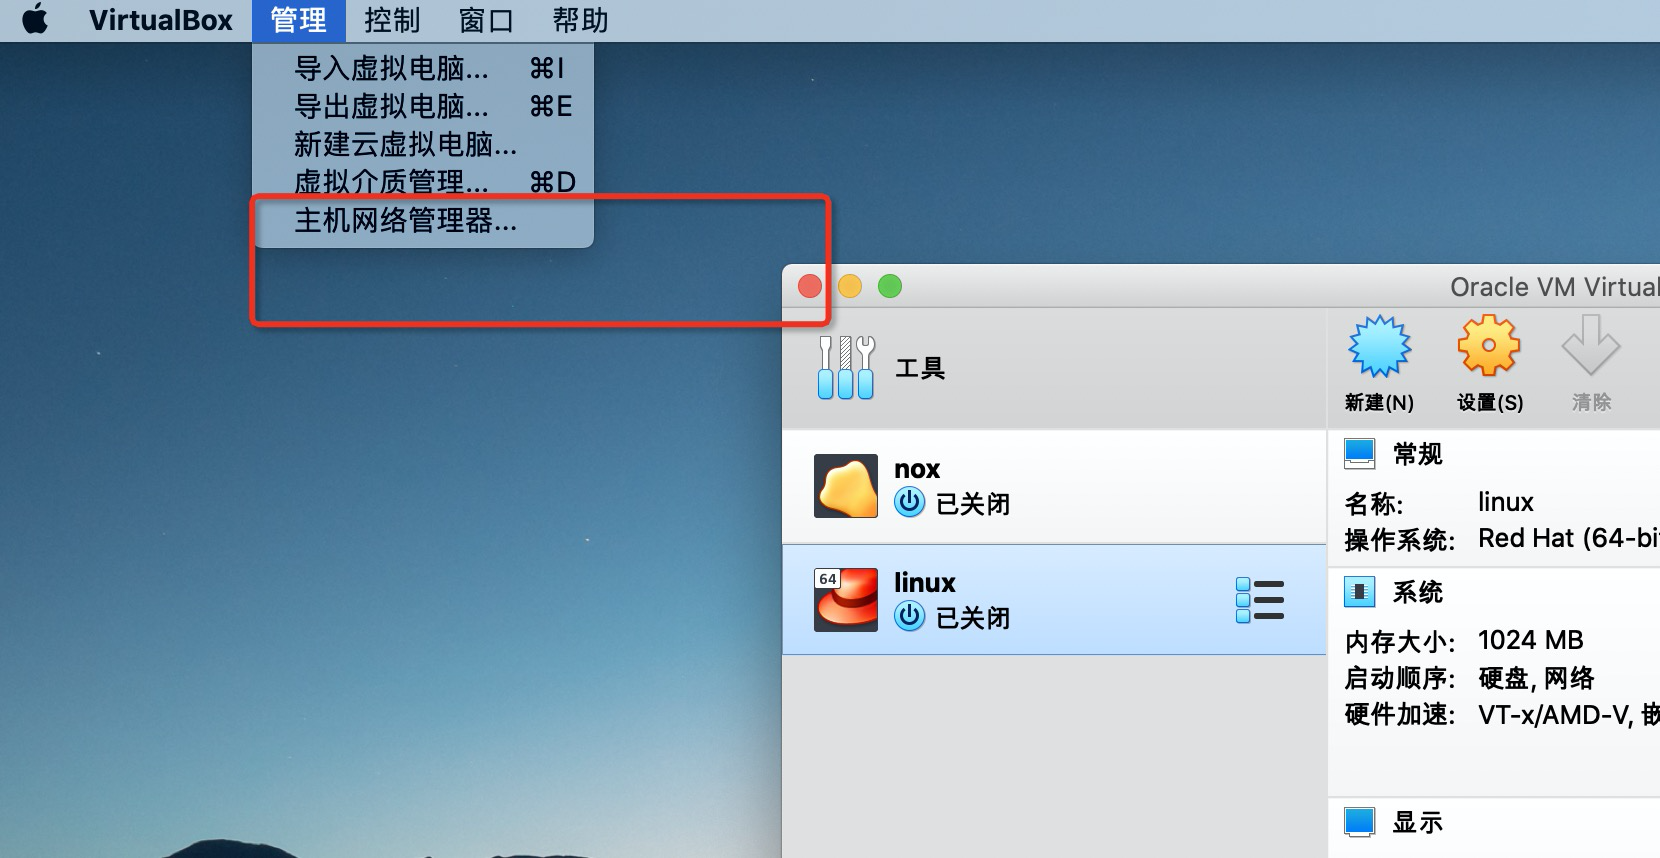 VirtualBox 管理 控制 窗口 帮助
导入虚拟电脑... ⌘I
导出虚拟电脑... ⌘E
新建云虚拟电脑...
虚拟介质管理... ⌘D
主机网络管理器...
Oracle VM Virtual
工具
新建(N) 设置(S) 清除
nox
已关闭
64
linux
已关闭
常规
名称: linux
操作系统: Red Hat (64-bit
系统
内存大小: 1024 MB
启动顺序: 硬盘, 网络
硬件加速: VT-x/AMD-V, 嵌
显示